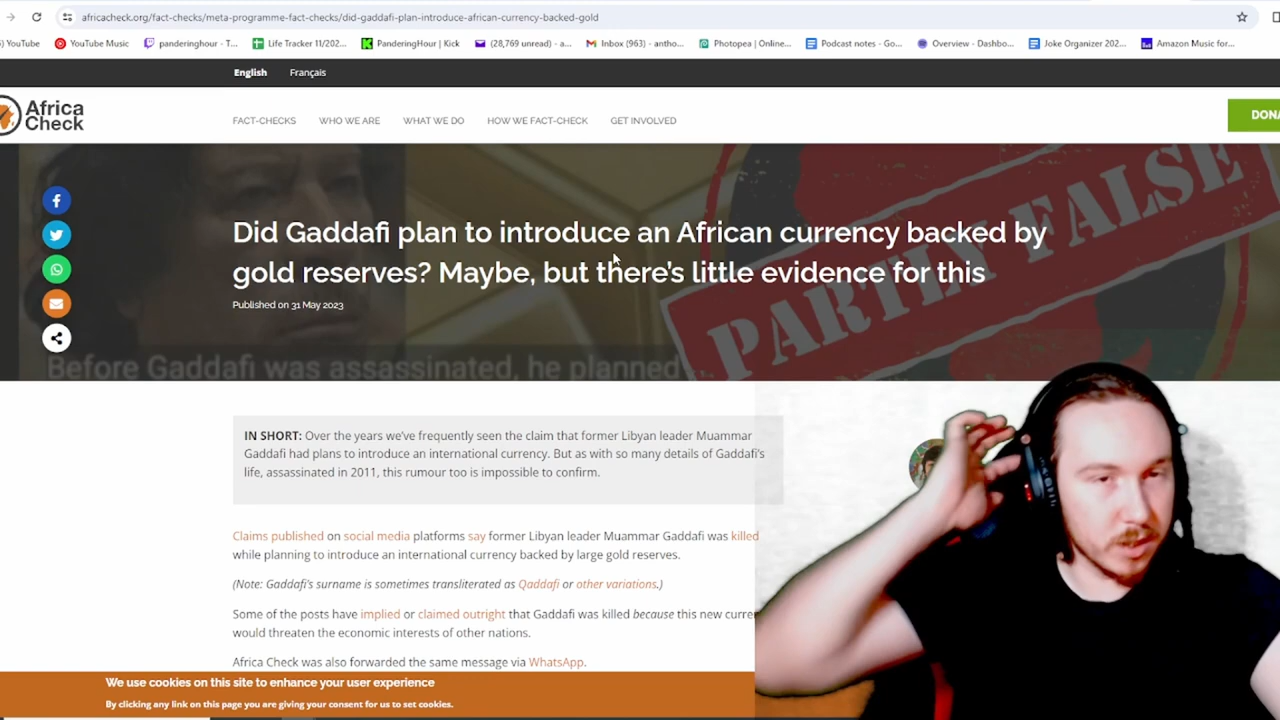 africacheck.org/fact-checks/meta-programme-fact-checks/did-gaddafi-plan-introduce-african-currency-backed-gold
YouTube
YouTube Music
panderinghour - T...
Life Tracker 11/202...
PanderingHour | Kick
(28,769 unread) - a...
Inbox (963) - antho...
Photopea | Online...
Podcast notes - Go...
Overview - Dashbo...
Joke Organizer 202...
Amazon Music for...
English
Français
Africa
Check
FACT-CHECKS
WHO WE ARE
WHAT WE DO
HOW WE FACT-CHECK
GET INVOLVED
DONA
PARTLY FALSE
Did Gaddafi plan to introduce an African currency backed by
gold reserves? Maybe, but there's little evidence for this
Published on 31 May 2023
Before Gaddafi was assassinated, he planned
IN SHORT: Over the years we've frequently seen the claim that former Libyan leader Muammar
Gaddafi had plans to introduce an international currency. But as with so many details of Gaddafi's
life, assassinated in 2011, this rumour too is impossible to confirm.
Claims published on social media platforms say former Libyan leader Muammar Gaddafi was killed
while planning to introduce an international currency backed by large gold reserves.
(Note: Gaddafi's surname is sometimes transliterated as Qaddafi or other variations.)
Some of the posts have implied or claimed outright that Gaddafi was killed because this new curre
would threaten the economic interests of other nations.
Africa Check was also forwarded the same message via WhatsApp.
We use cookies on this site to enhance your user experience
By clicking any link on this page you are giving your consent for us to set cookies.